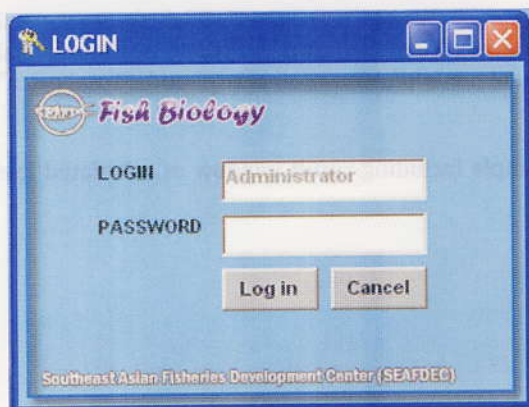 LOGIN
Fish Biology
LOGIN Administrator
PASSWORD
Log in Cancel
Southeast Asian Fisheries Development Center (SEAFDEC)